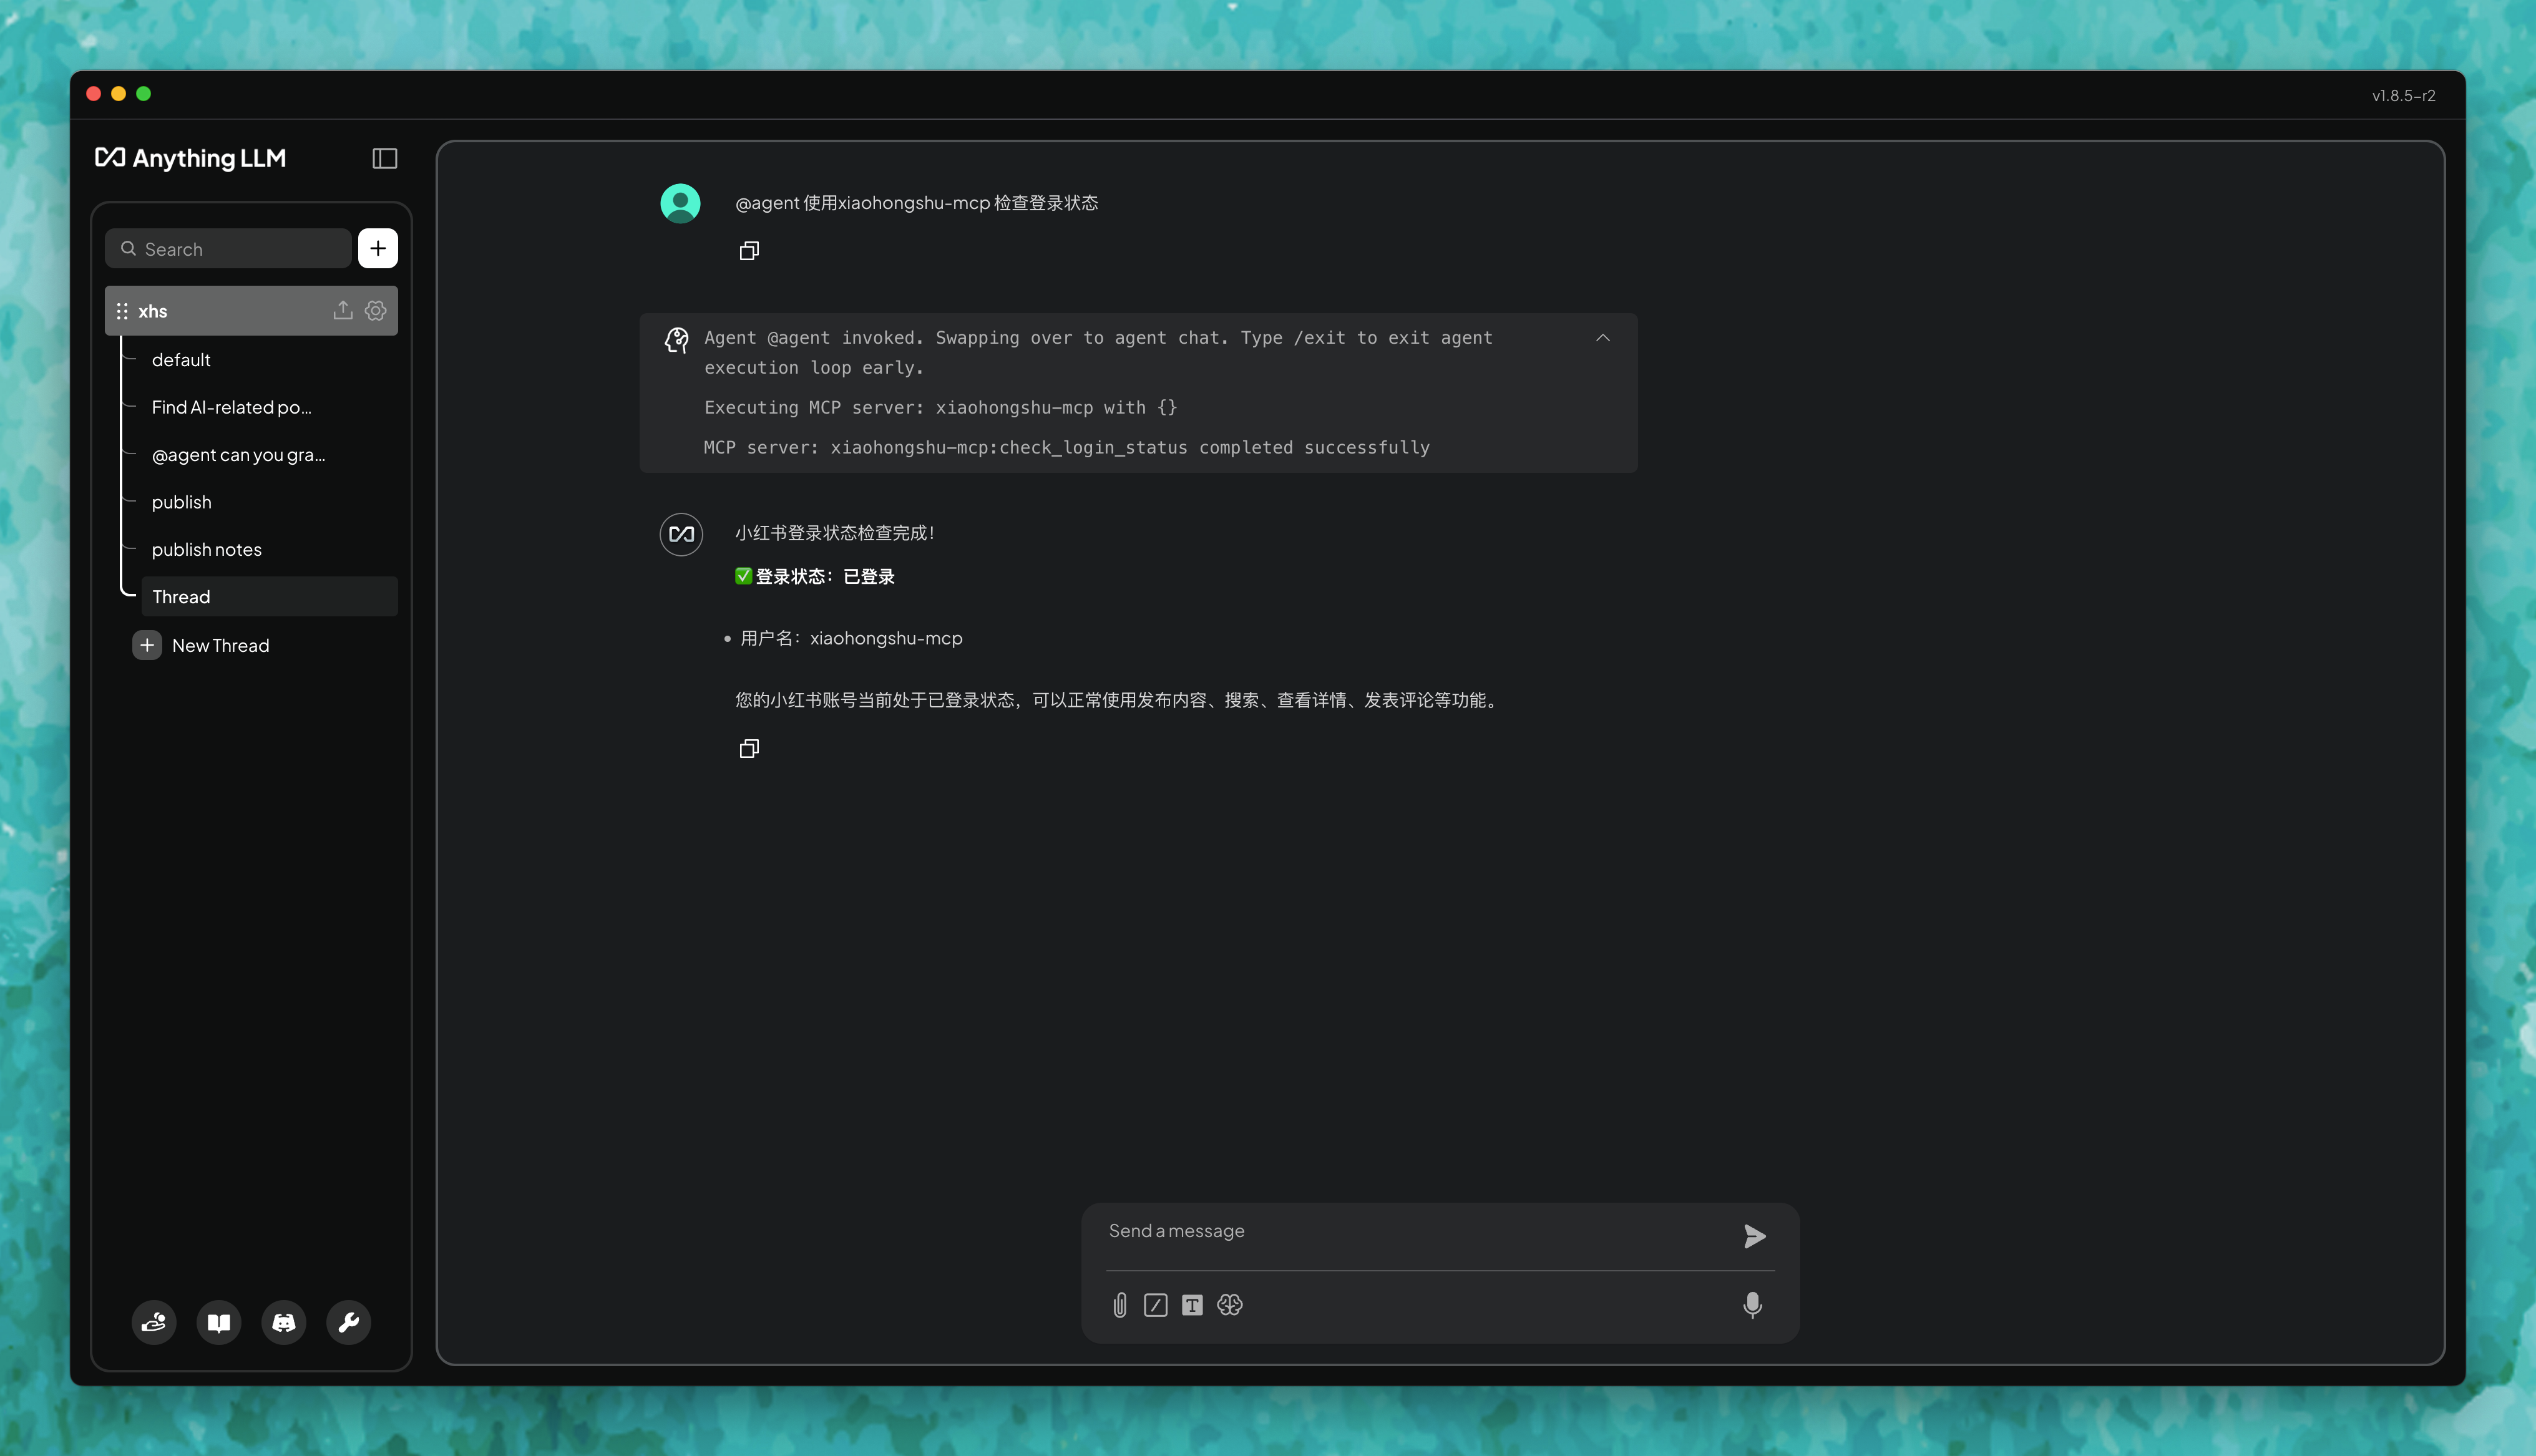 v1.8.5-r2
Anything LLM
Search
xhs
default
Find AI-related po...
@agent can you gra...
publish
publish notes
Thread
New Thread
@agent 使用xiaohongshu-mcp 检查登录状态
Agent @agent invoked. Swapping over to agent chat. Type /exit to exit agent
execution loop early.
Executing MCP server: xiaohongshu-mcp with {}
MCP server: xiaohongshu-mcp:check_login_status completed successfully
小红书登录状态检查完成！
✅ 登录状态：已登录
• 用户名：xiaohongshu-mcp
您的小红书账号当前处于已登录状态，可以正常使用发布内容、搜索、查看详情、发表评论等功能。
Send a message